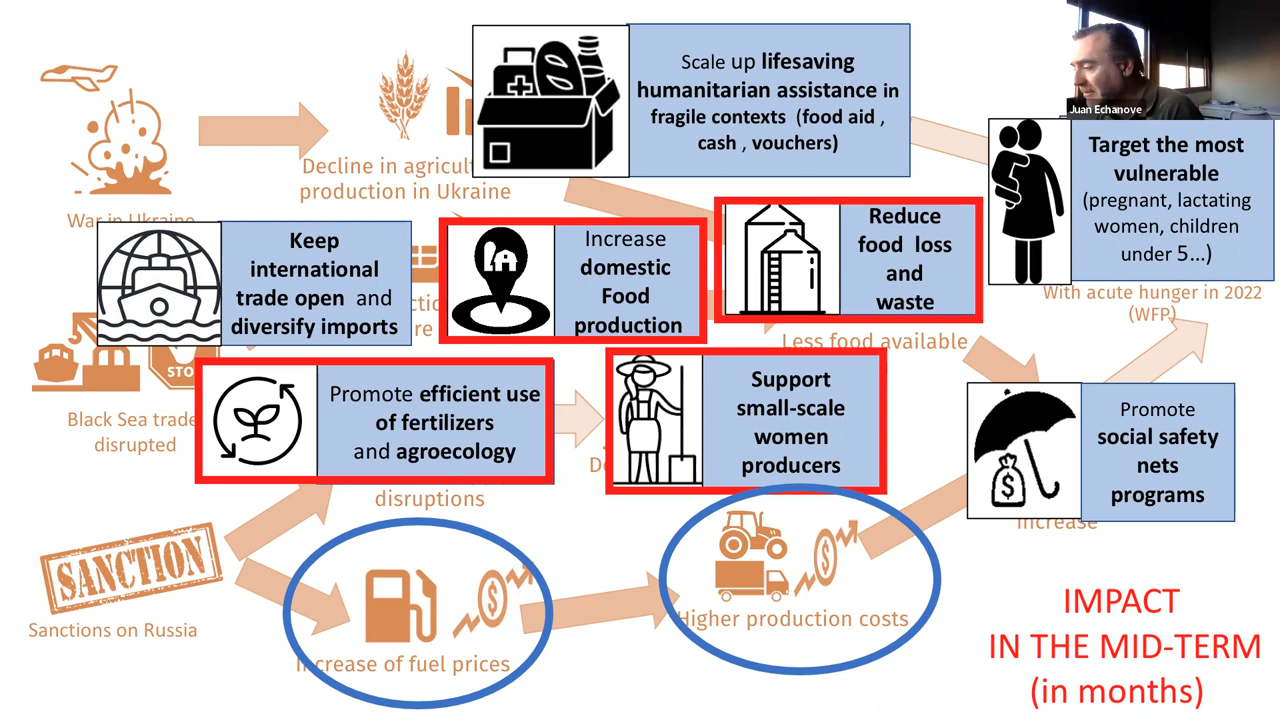 Juan Echanove
Scale up lifesaving
humanitarian assistance in
fragile contexts (food aid ,
cash , vouchers)
Decline in
production in Ukraine
Target the most
vulnerable
(pregnant, lactating
women, children
under 5...)
War in Ukraine
Keep
international
trade open and
diversify imports
Increase
domestic
Food
production
Reduce
food loss
and
waste
With acute hunger in 2022
(WFP)
Less food available
Black Sea trade
disrupted
Promote efficient use
of fertilizers
and agroecology
Support
small-scale
women
producers
Promote
social safety
nets
programs
disruptions
increase
SANCTION
Sanctions on Russia
Increase of fuel prices
Higher production costs
IMPACT
IN THE MID-TERM
(in months)